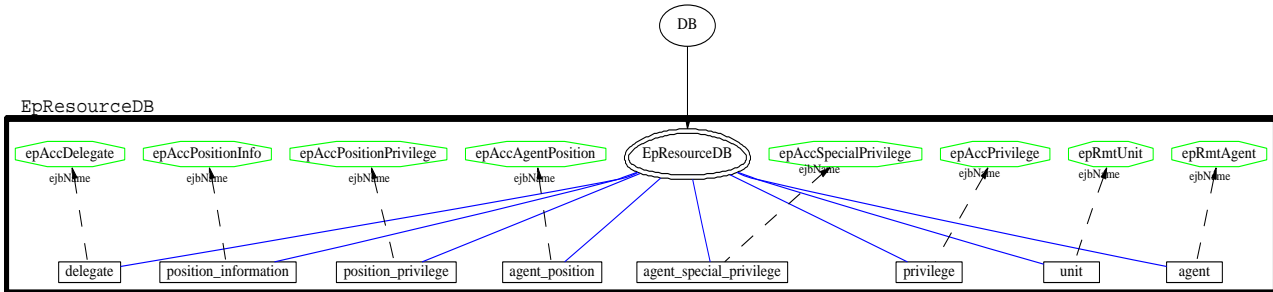 DB
EpResourceDB
epAccDelegate epAccPositionInfo epAccPositionPrivilege epAccAgentPosition EpResourceDB epAccSpecialPrivilege epAccPrivilege epRmtUnit epRmtAgent
ejbName ejbName ejbName ejbName ejbName ejbName ejbName ejbName
delegate position_information position_privilege agent_position agent_special_privilege privilege unit agent